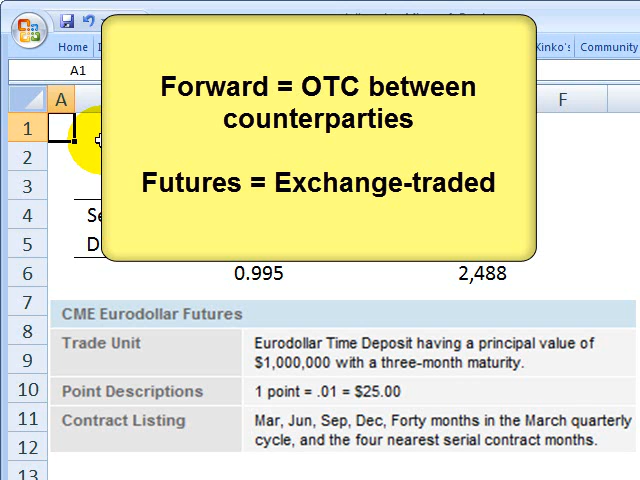 Home
Kinko's
Community
A1
Forward = OTC between
counterparties
Futures = Exchange-traded
A
F
1
2
3
4
5
6
0.995 2,488
7
8
9
10
11
12
13
CME Eurodollar Futures
Trade Unit
Eurodollar Time Deposit having a principal value of
$1,000,000 with a three-month maturity.
Point Descriptions
1 point = .01 = $25.00
Contract Listing
Mar, Jun, Sep, Dec, Forty months in the March quarterly
cycle, and the four nearest serial contract months.